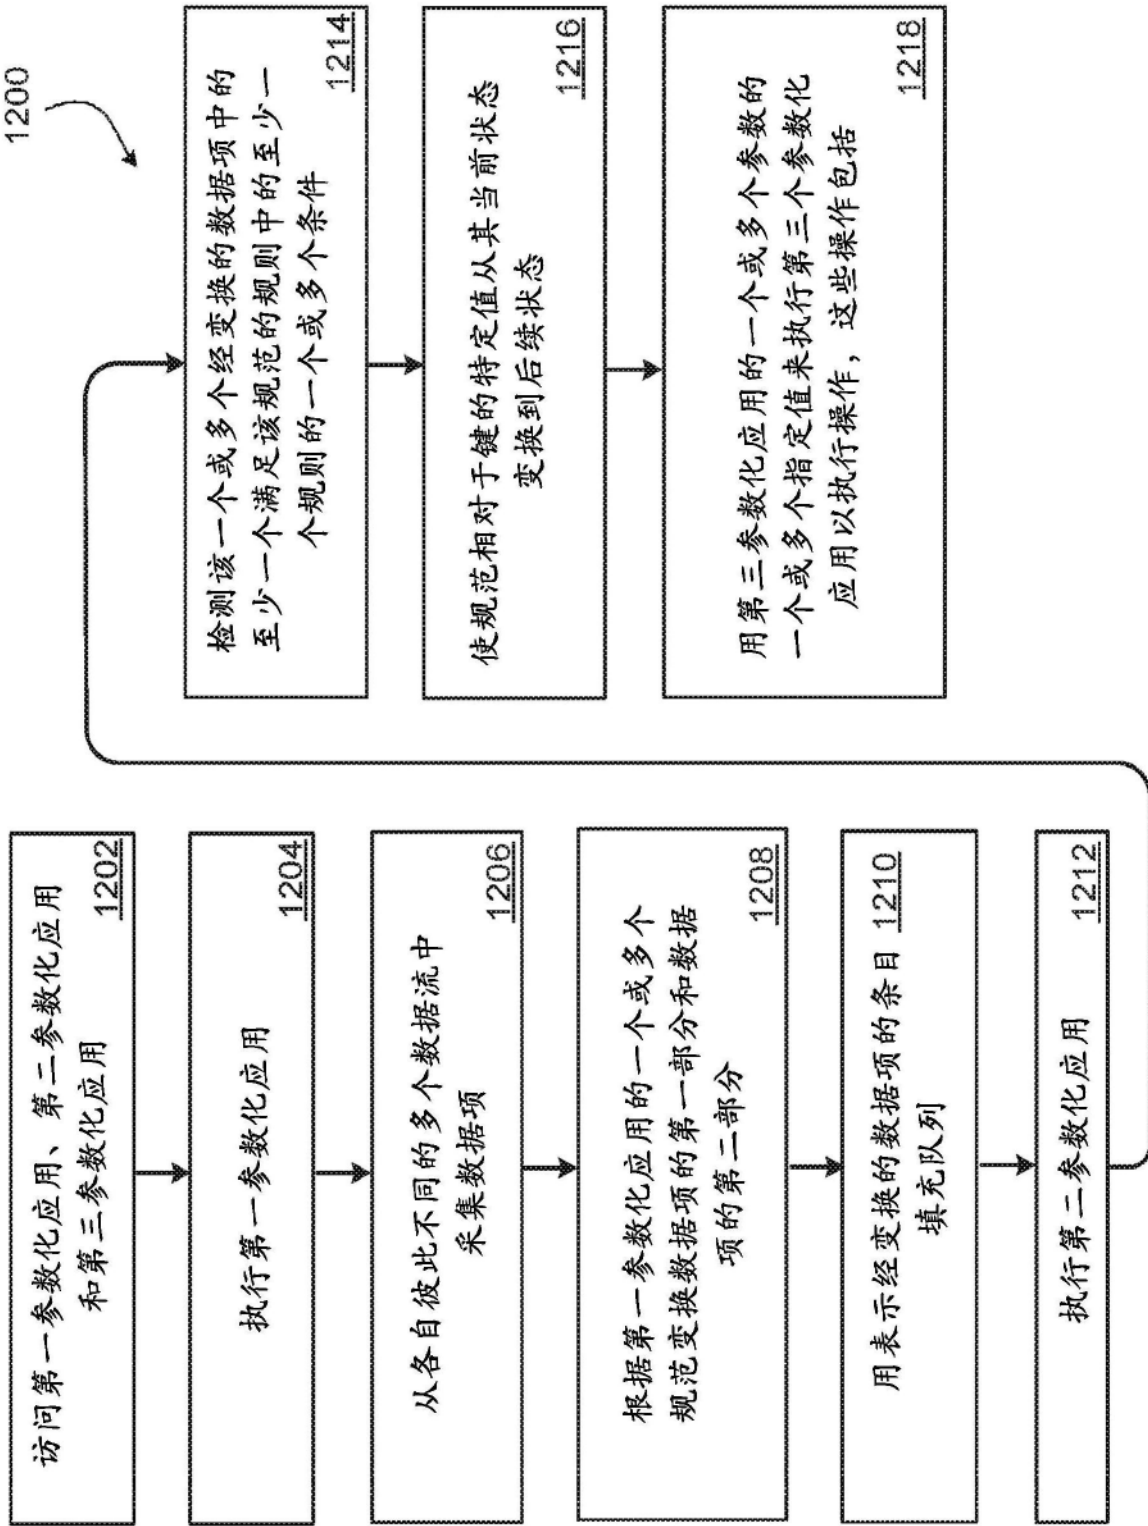 1200
访问第一参数化应用、第二参数化应用
和第三参数化应用
1202
执行第一参数化应用
1204
从各自彼此不同的多个数据流中
采集数据项
1206
根据第一参数化应用的一个或多个
规范变换数据项的第一部分和数据
项的第二部分
1208
用表示经变换的数据项的条目
填充队列
1210
执行第二参数化应用
1212
检测该一个或多个经变换的数据项中的
至少一个满足该规范的规则中的至少一
个规则的一个或多个条件
1214
使规范相对于键的特定值从其当前状态
变换到后续状态
1216
用第三参数化应用的一个或多个参数的
一个或多个指定值来执行第三个参数化
应用以执行操作，这些操作包括
1218